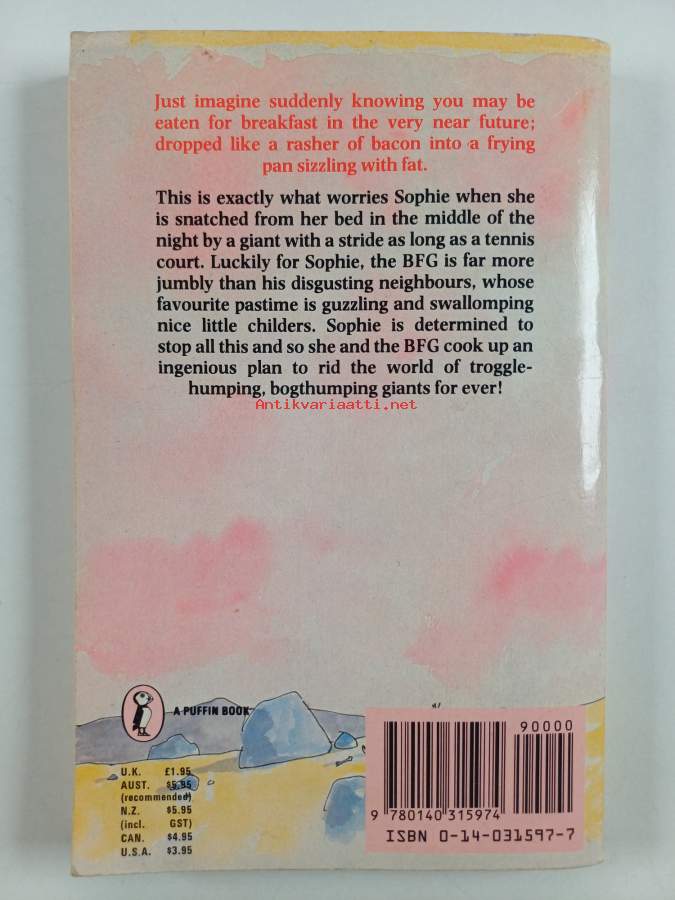 Just imagine suddenly knowing you may be
eaten for breakfast in the very near future;
dropped like a rasher of bacon into a frying
pan sizzling with fat.
This is exactly what worries Sophie when she
is snatched from her bed in the middle of the
night by a giant with a stride as long as a tennis
court. Luckily for Sophie, the BFG is far more
jumbly than his disgusting neighbours, whose
favourite pastime is guzzling and swallomping
nice little childers. Sophie is determined to
stop all this and so she and the BFG cook up an
ingenious plan to rid the world of troggle-
humping, bogthumping giants for ever!
Antikvariaatti.net
A PUFFIN BOOK
U.K. £1.95
AUST. $5.95
(recommended)
N.Z. $5.95
(incl. GST)
CAN. $4.95
U.S.A. $3.95
90000
9 780140 315974
ISBN 0-14-031597-7